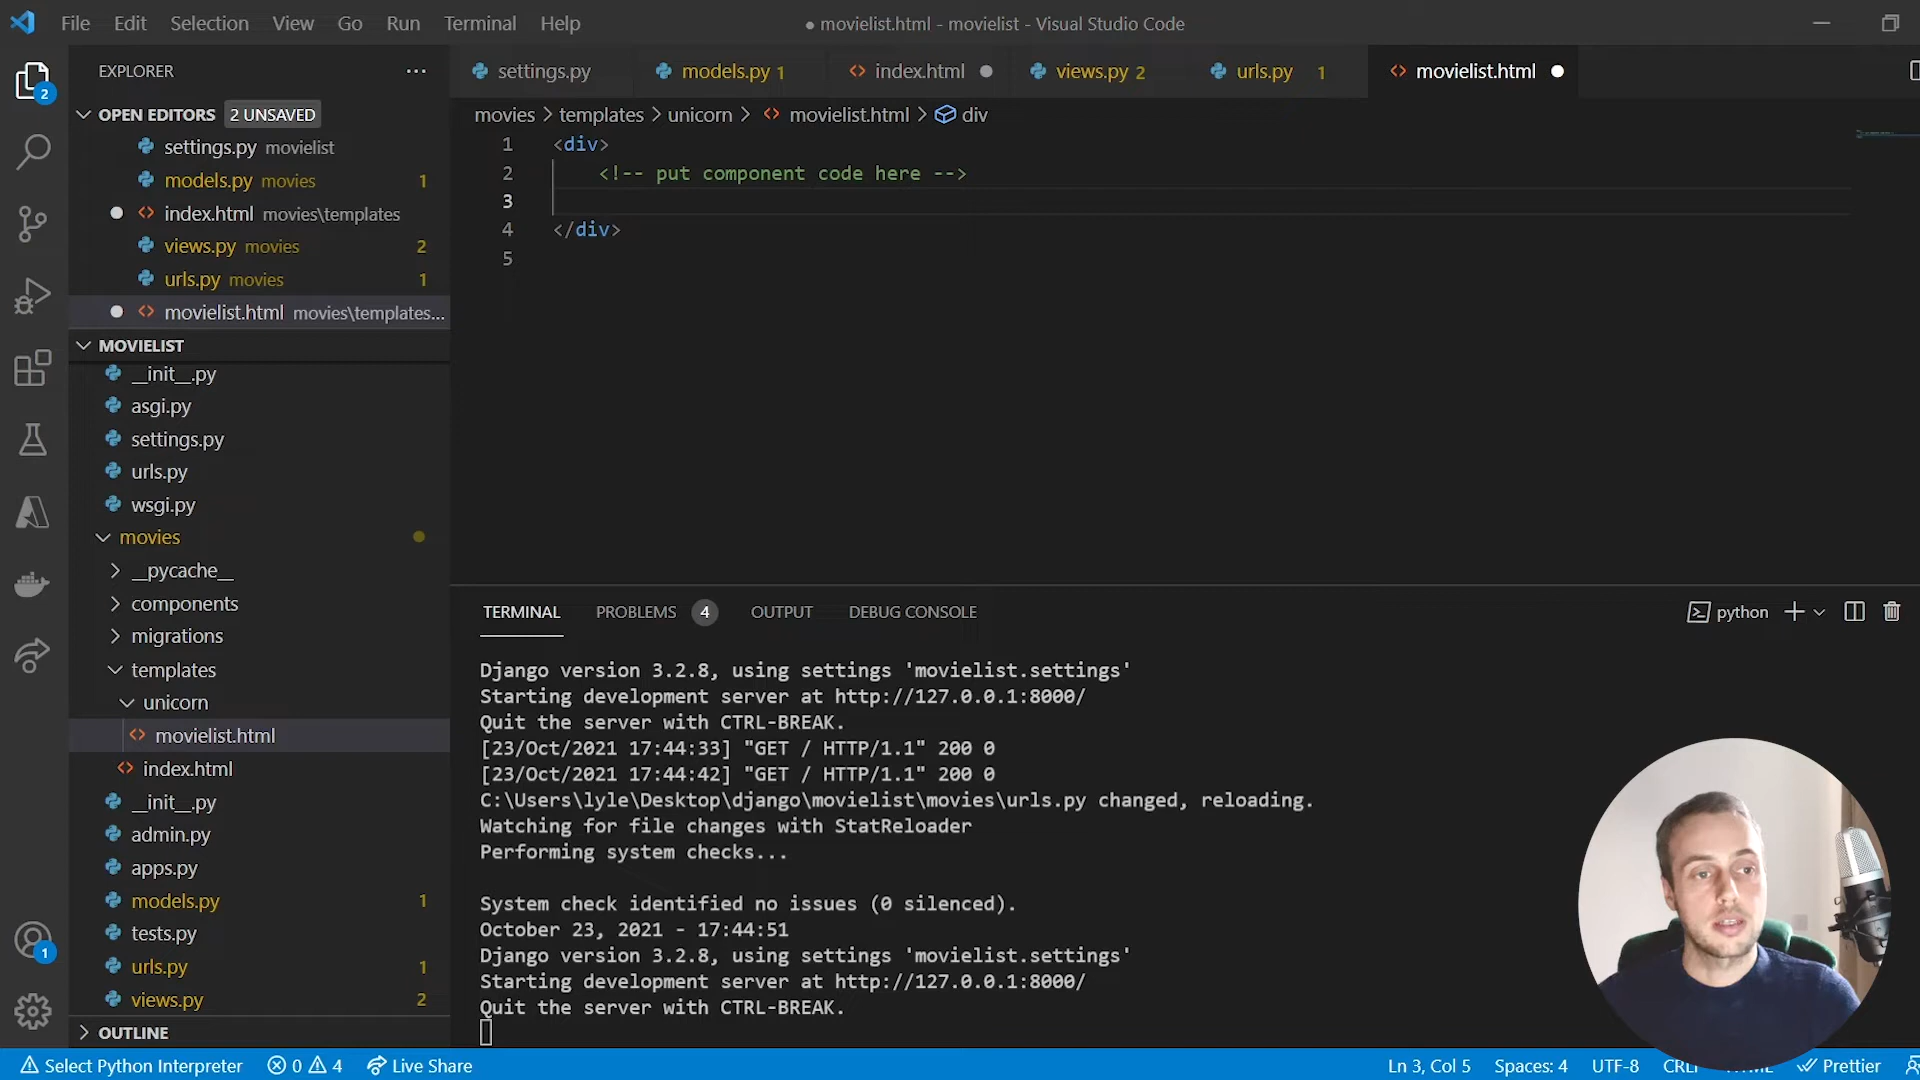 File Edit Selection View Go Run Terminal Help
● movielist.html - movielist - Visual Studio Code
EXPLORER
2
OPEN EDITORS 2 UNSAVED
settings.py movielist
models.py movies 1
index.html movies\templates
views.py movies 2
urls.py movies 1
movielist.html movies\templates...
MOVIELIST
__init__.py
asgi.py
settings.py
urls.py
wsgi.py
movies
__pycache__
components
migrations
templates
unicorn
movielist.html
index.html
__init__.py
admin.py
apps.py
models.py 1
tests.py
urls.py 1
views.py 2
OUTLINE
1
settings.py models.py 1 index.html views.py 2 urls.py 1 movielist.html
movies > templates > unicorn > movielist.html > div
1 <div>
2 <!-- put component code here -->
3
4 </div>
5
TERMINAL PROBLEMS 4 OUTPUT DEBUG CONSOLE
python
Django version 3.2.8, using settings 'movielist.settings'
Starting development server at http://127.0.0.1:8000/
Quit the server with CTRL-BREAK.
[23/Oct/2021 17:44:33] "GET / HTTP/1.1" 200 0
[23/Oct/2021 17:44:42] "GET / HTTP/1.1" 200 0
C:\Users\lyle\Desktop\django\movielist\movies\urls.py changed, reloading.
Watching for file changes with StatReloader
Performing system checks...
System check identified no issues (0 silenced).
October 23, 2021 - 17:44:51
Django version 3.2.8, using settings 'movielist.settings'
Starting development server at http://127.0.0.1:8000/
Quit the server with CTRL-BREAK.
Select Python Interpreter 0 4 Live Share
Ln 3, Col 5 Spaces: 4 UTF-8 Prettier